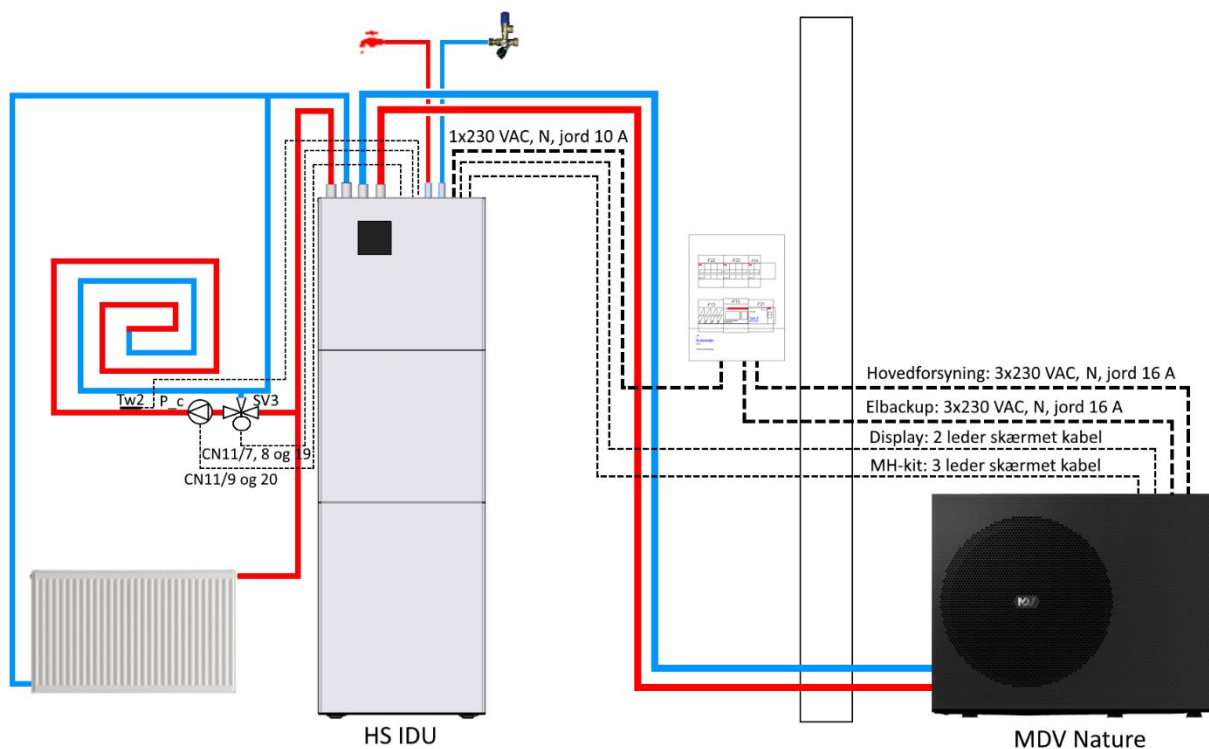 1x230 VAC, N, jord 10 A
Hovedforsyning: 3x230 VAC, N, jord 16 A
Elbackup: 3x230 VAC, N, jord 16 A
Display: 2 leder skærmet kabel
MH-kit: 3 leder skærmet kabel
Tw2
P_c
SV3
CN11/7, 8 og 19
CN11/9 og 20
HS IDU
MDV Nature